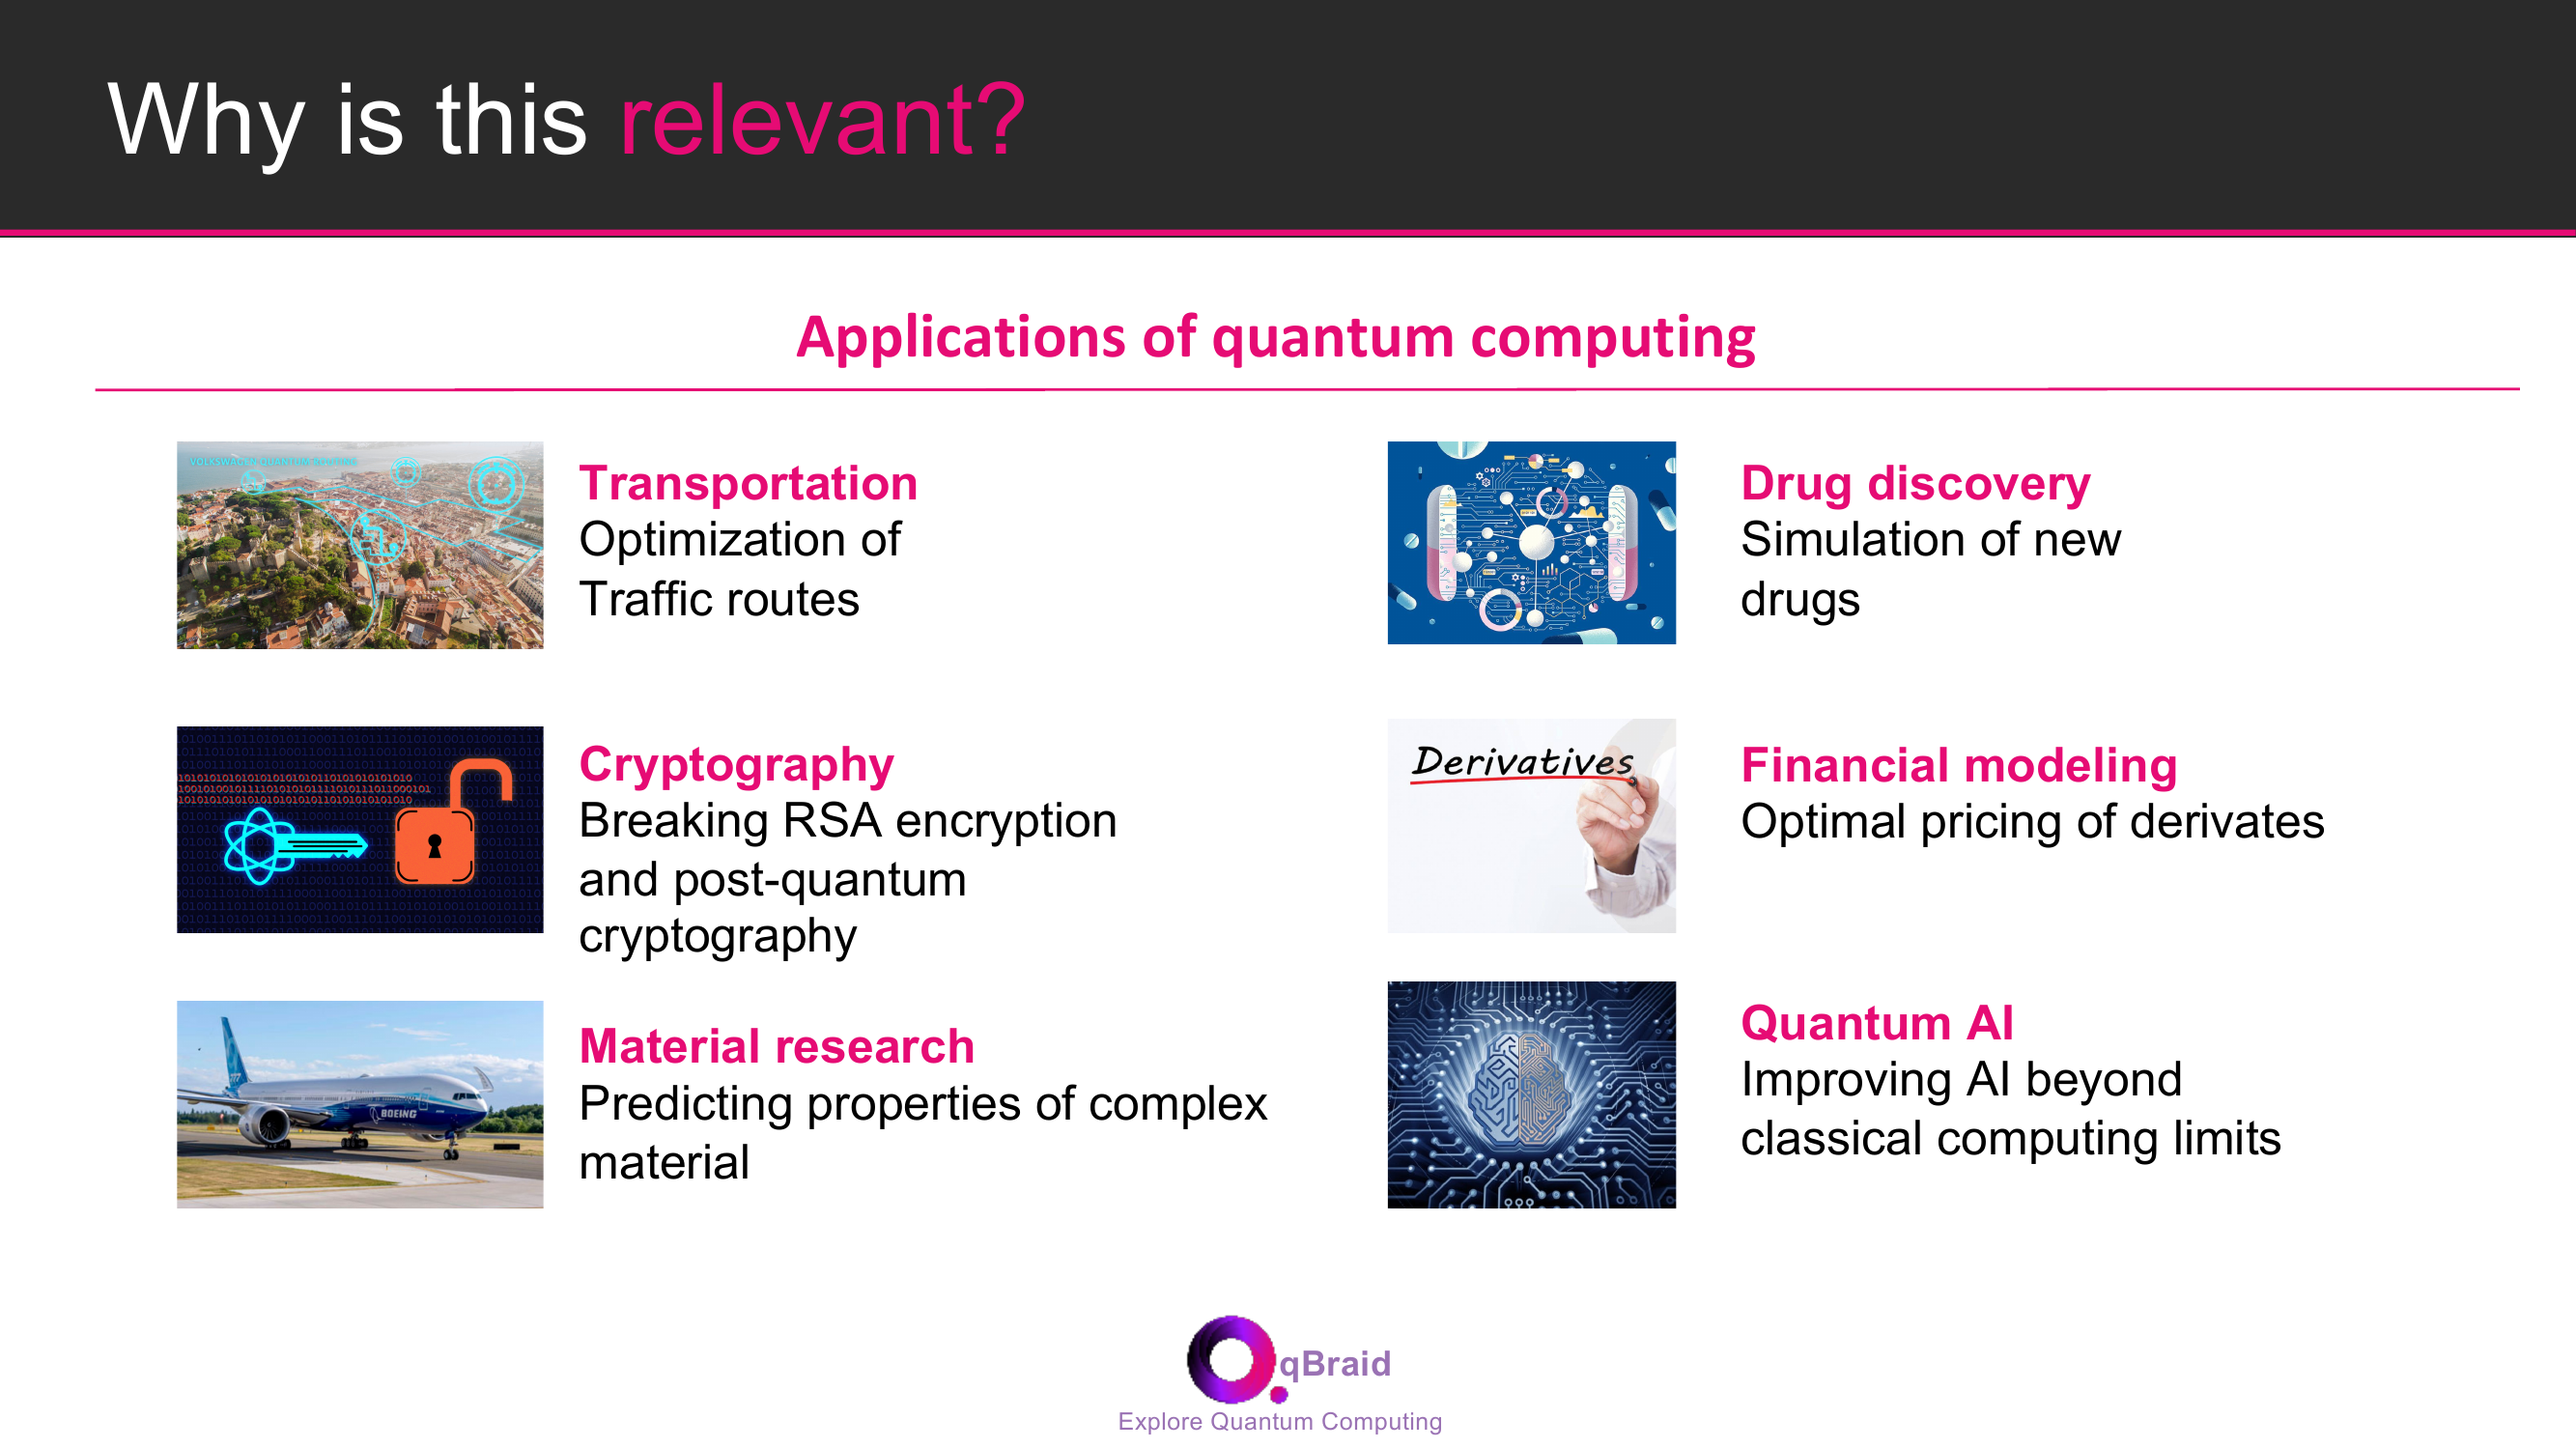 Why is this relevant?
Applications of quantum computing
VOLKSWAGEN QUANTUM ROUTING
Transportation
Optimization of
Traffic routes
Cryptography
Breaking RSA encryption
and post-quantum
cryptography
BOEING
Material research
Predicting properties of complex
material
Drug discovery
Simulation of new
drugs
Derivatives
Financial modeling
Optimal pricing of derivates
Quantum AI
Improving AI beyond
classical computing limits
qBraid
Explore Quantum Computing